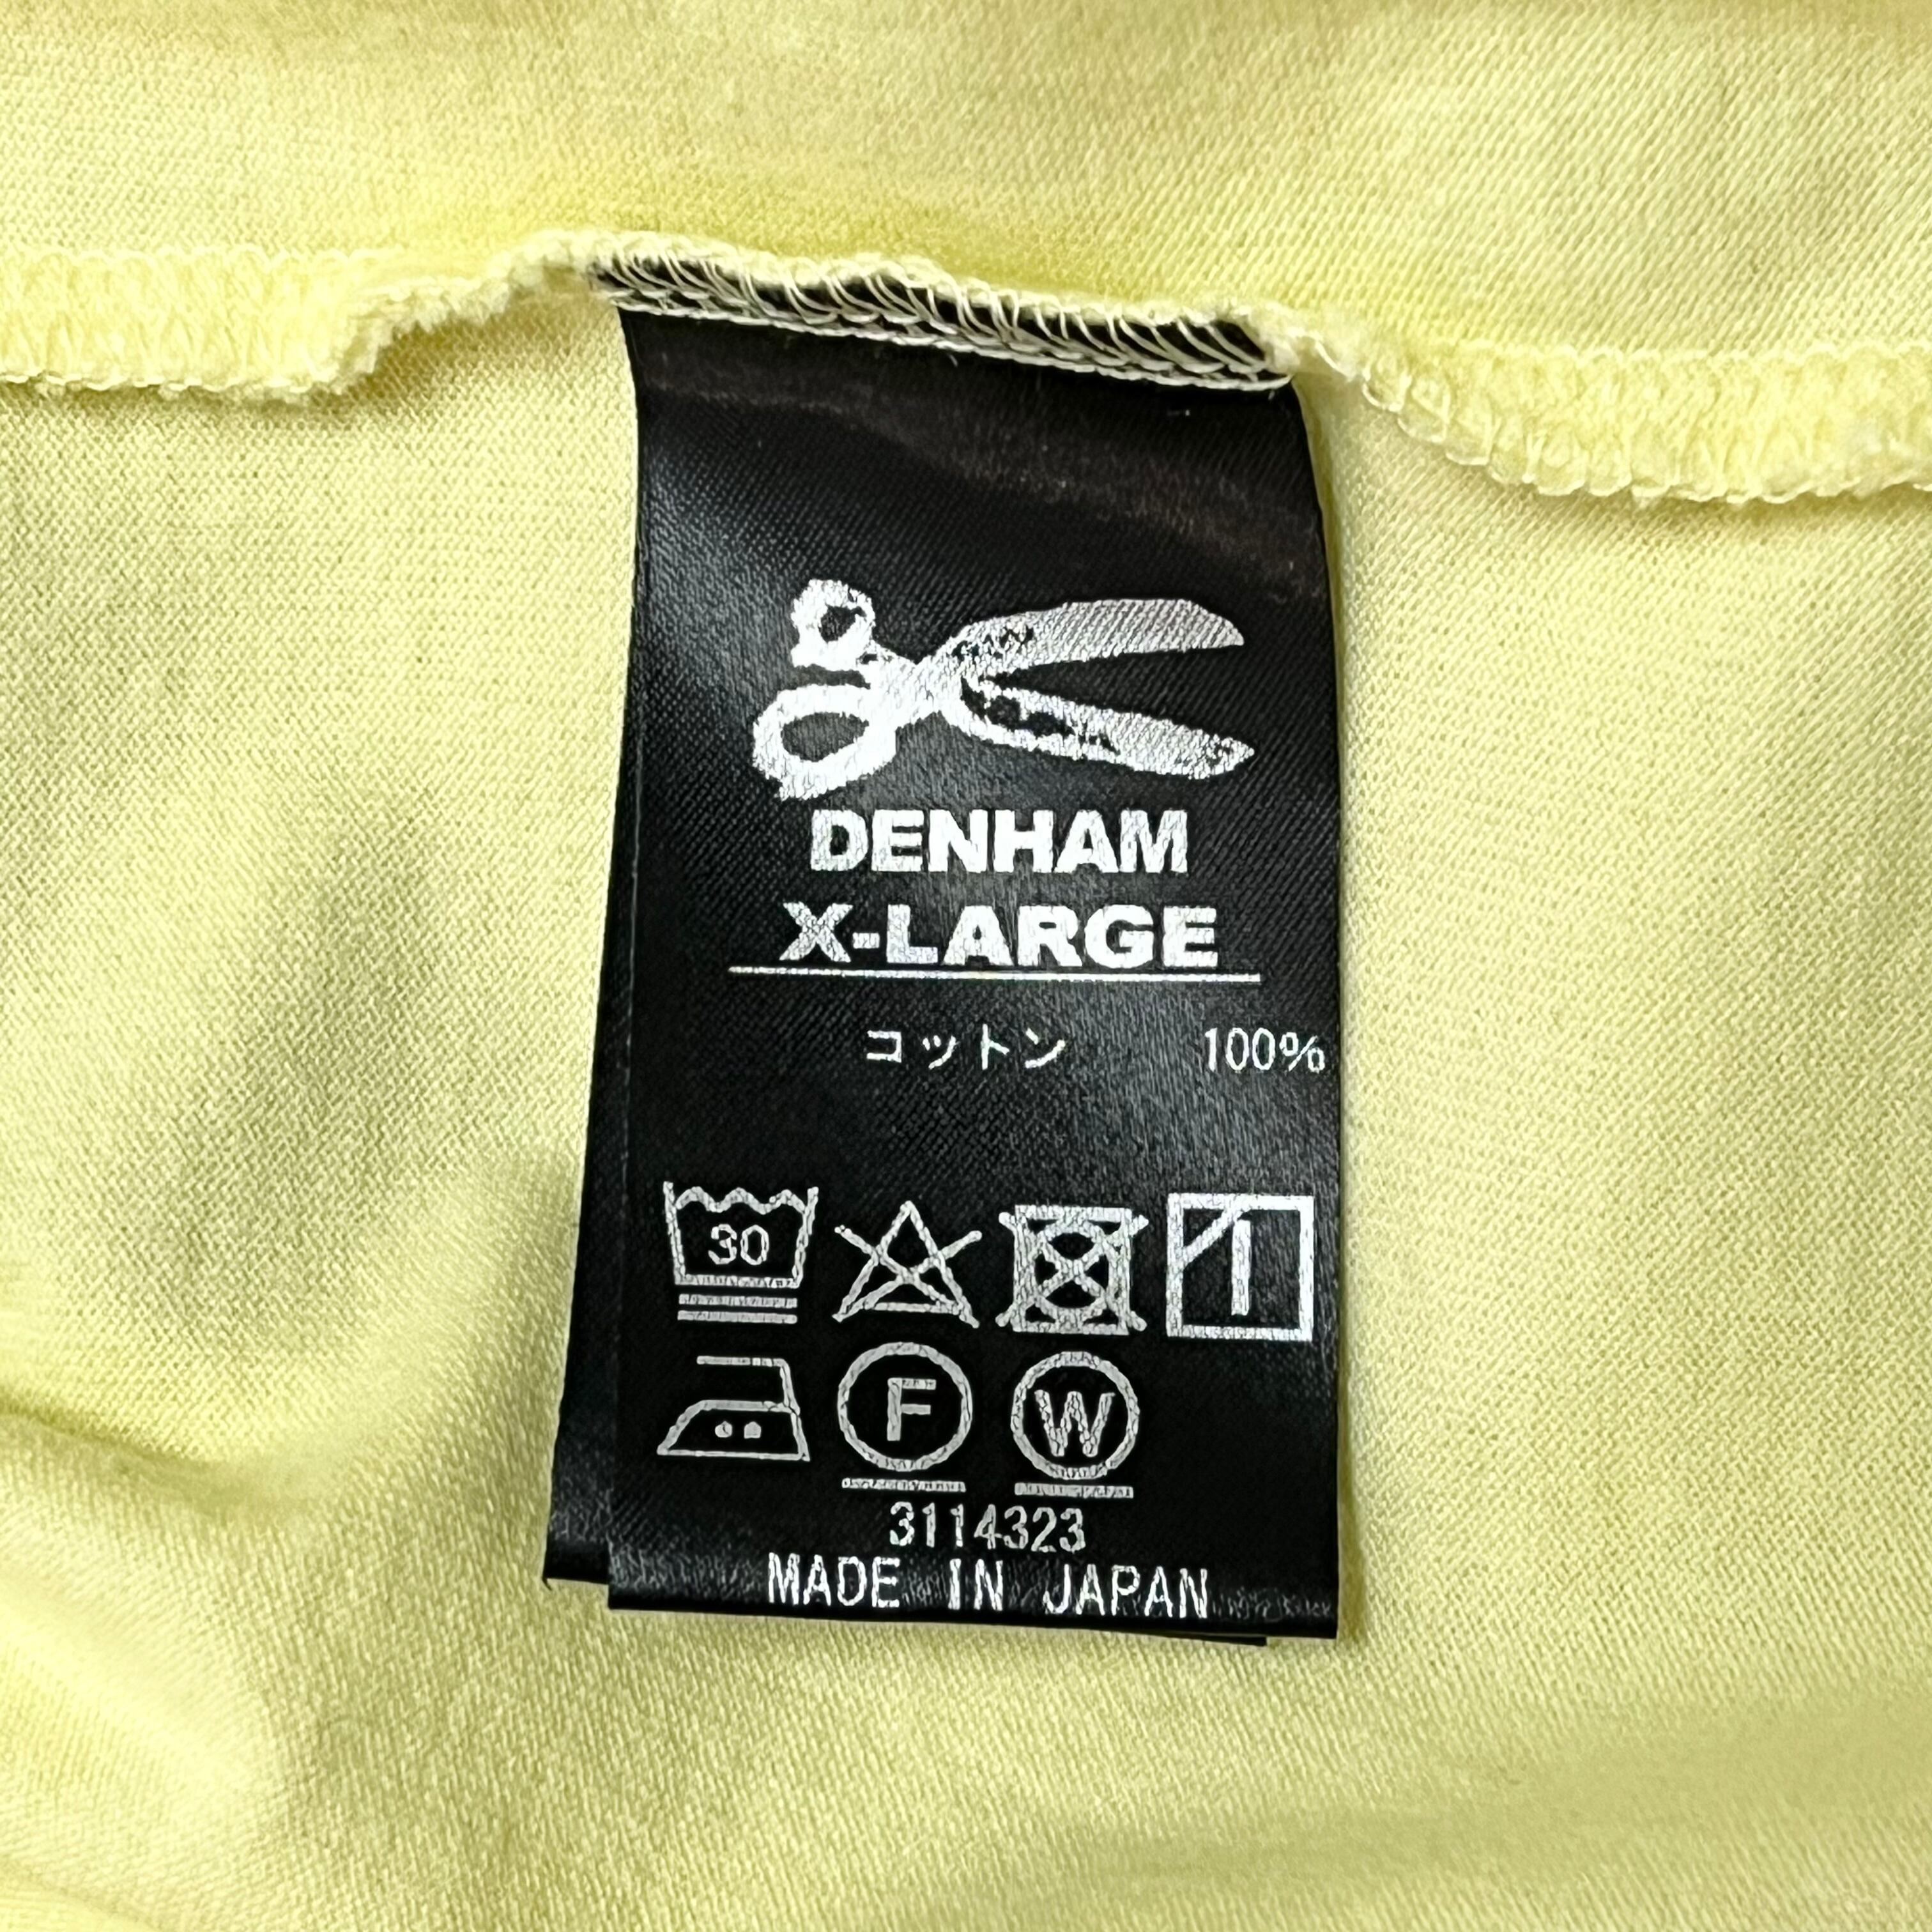 DENHAM
X-LARGE
コットン 100%
30
F W
3114323
MADE IN JAPAN